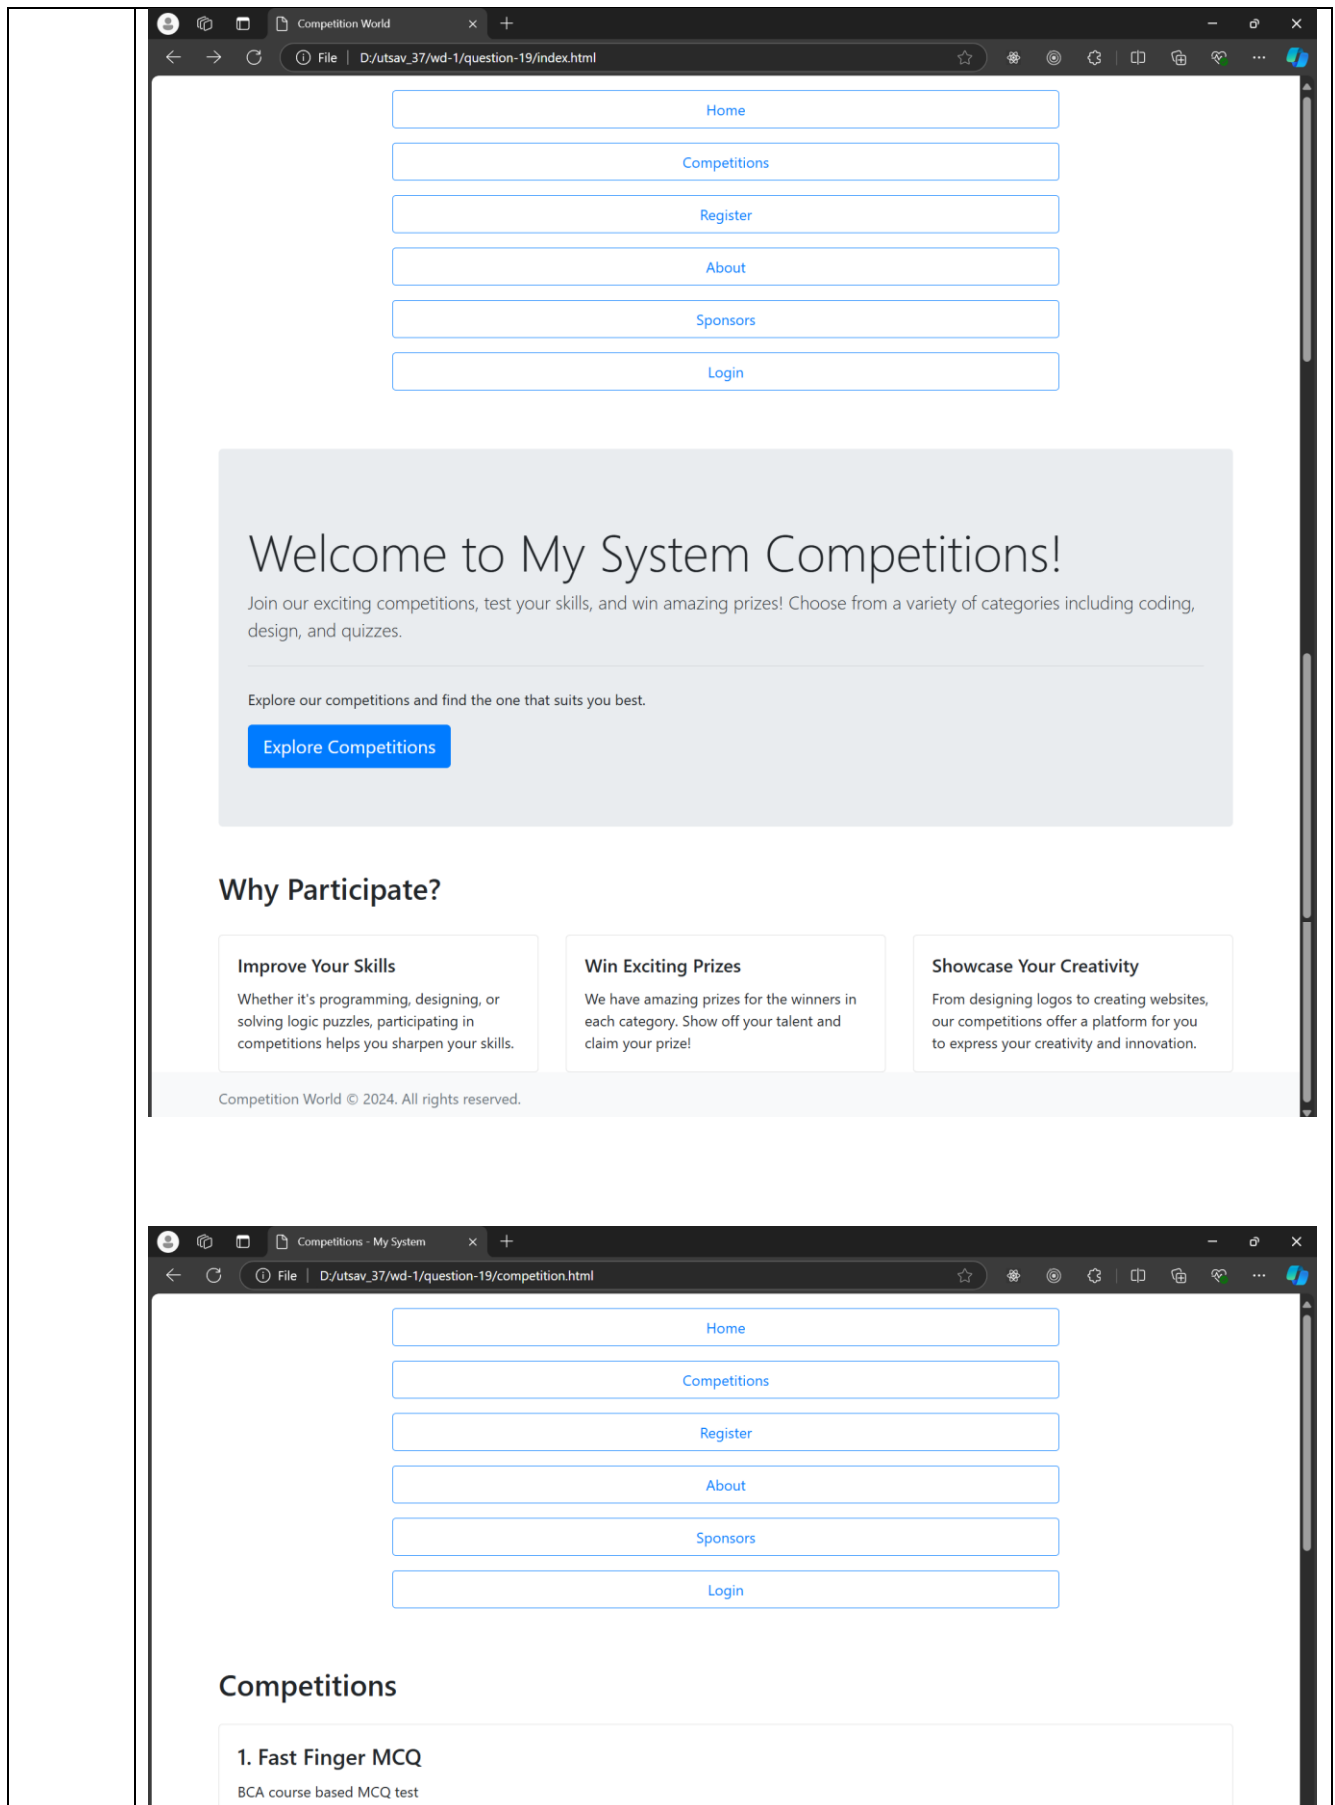 Competition World
File | D:/utsav_37/wd-1/question-19/index.html
Home
Competitions
Register
About
Sponsors
Login
Welcome to My System Competitions!
Join our exciting competitions, test your skills, and win amazing prizes! Choose from a variety of categories including coding,
design, and quizzes.
Explore our competitions and find the one that suits you best.
Explore Competitions
Why Participate?
Improve Your Skills
Whether it's programming, designing, or
solving logic puzzles, participating in
competitions helps you sharpen your skills.
Win Exciting Prizes
We have amazing prizes for the winners in
each category. Show off your talent and
claim your prize!
Showcase Your Creativity
From designing logos to creating websites,
our competitions offer a platform for you
to express your creativity and innovation.
Competition World © 2024. All rights reserved.
Competitions - My System
File | D:/utsav_37/wd-1/question-19/competition.html
Home
Competitions
Register
About
Sponsors
Login
Competitions
1. Fast Finger MCQ
BCA course based MCQ test